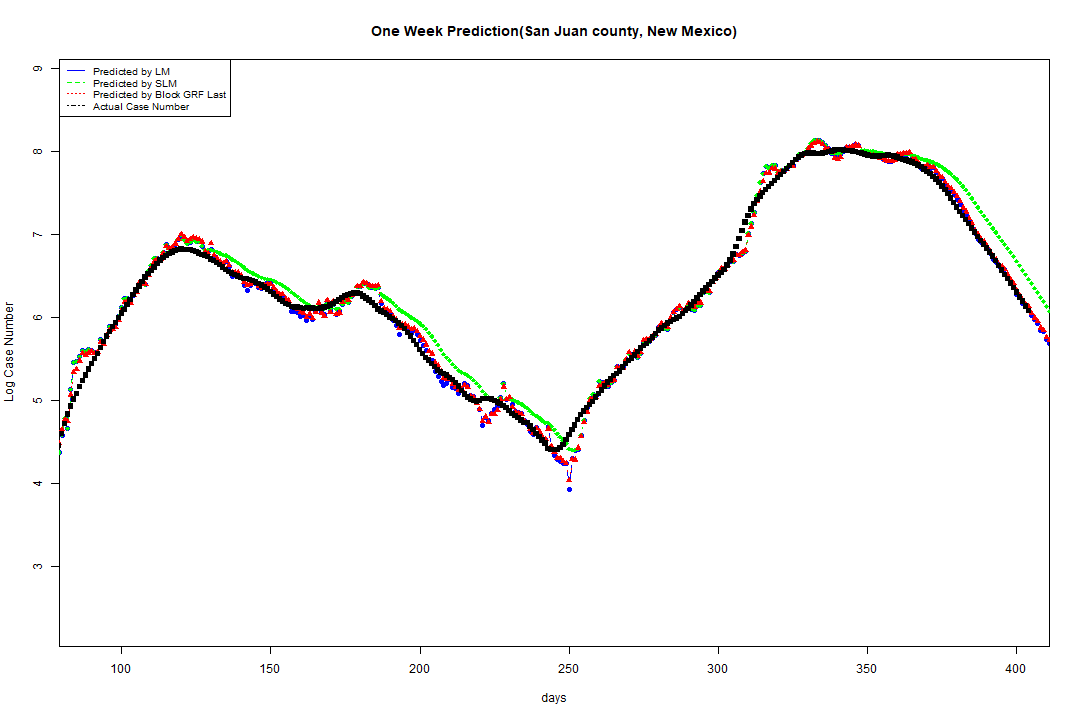 One Week Prediction(San Juan county, New Mexico)
Predicted by LM
Predicted by SLM
Predicted by Block GRF Last
Actual Case Number
Log Case Number
9
8
7
6
5
4
3
100 150 200 250 300 350 400
days